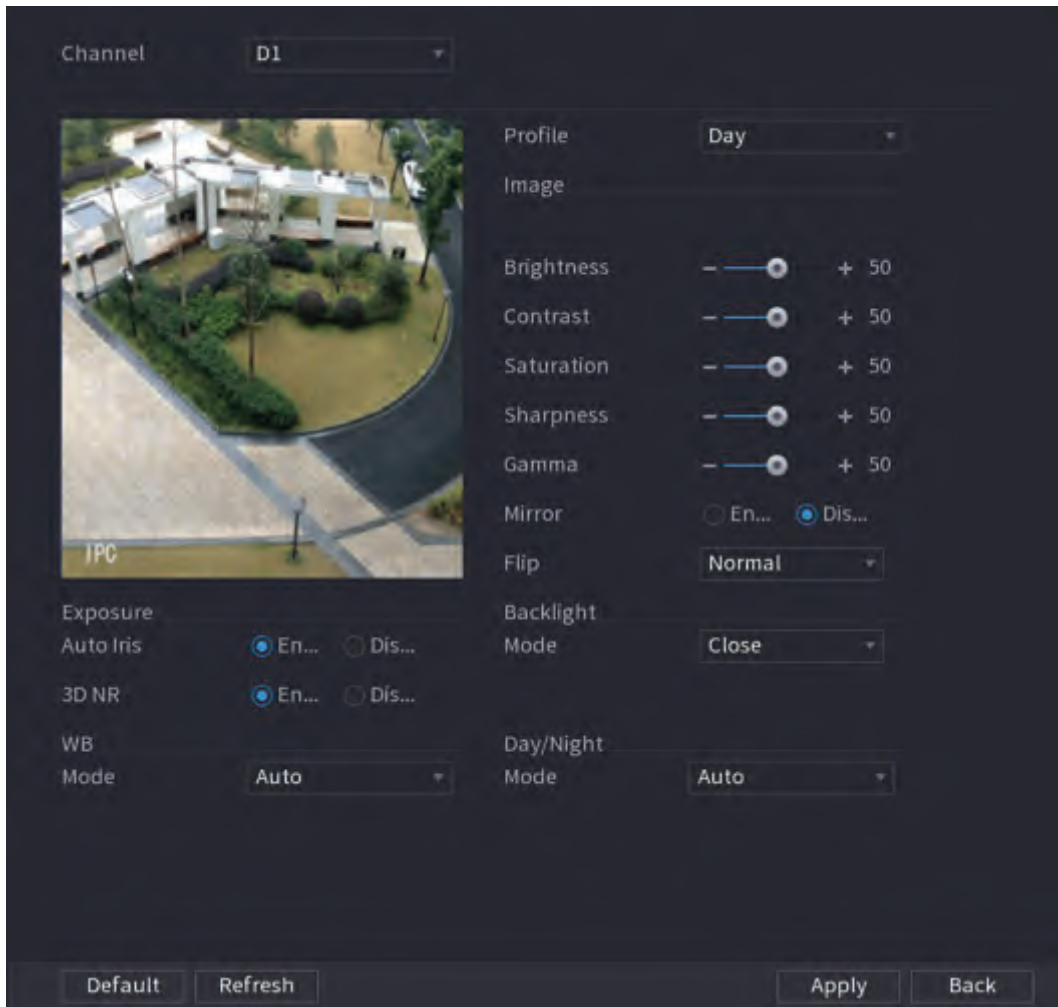 Channel D1
Profile Day
Image
Brightness - + 50
Contrast - + 50
Saturation - + 50
Sharpness - + 50
Gamma - + 50
Mirror En... Dis...
Flip Normal
IPC
Exposure
Auto Iris En... Dis...
3D NR En... Dis...
WB
Mode Auto
Backlight
Mode Close
Day/Night
Mode Auto
Default Refresh Apply Back